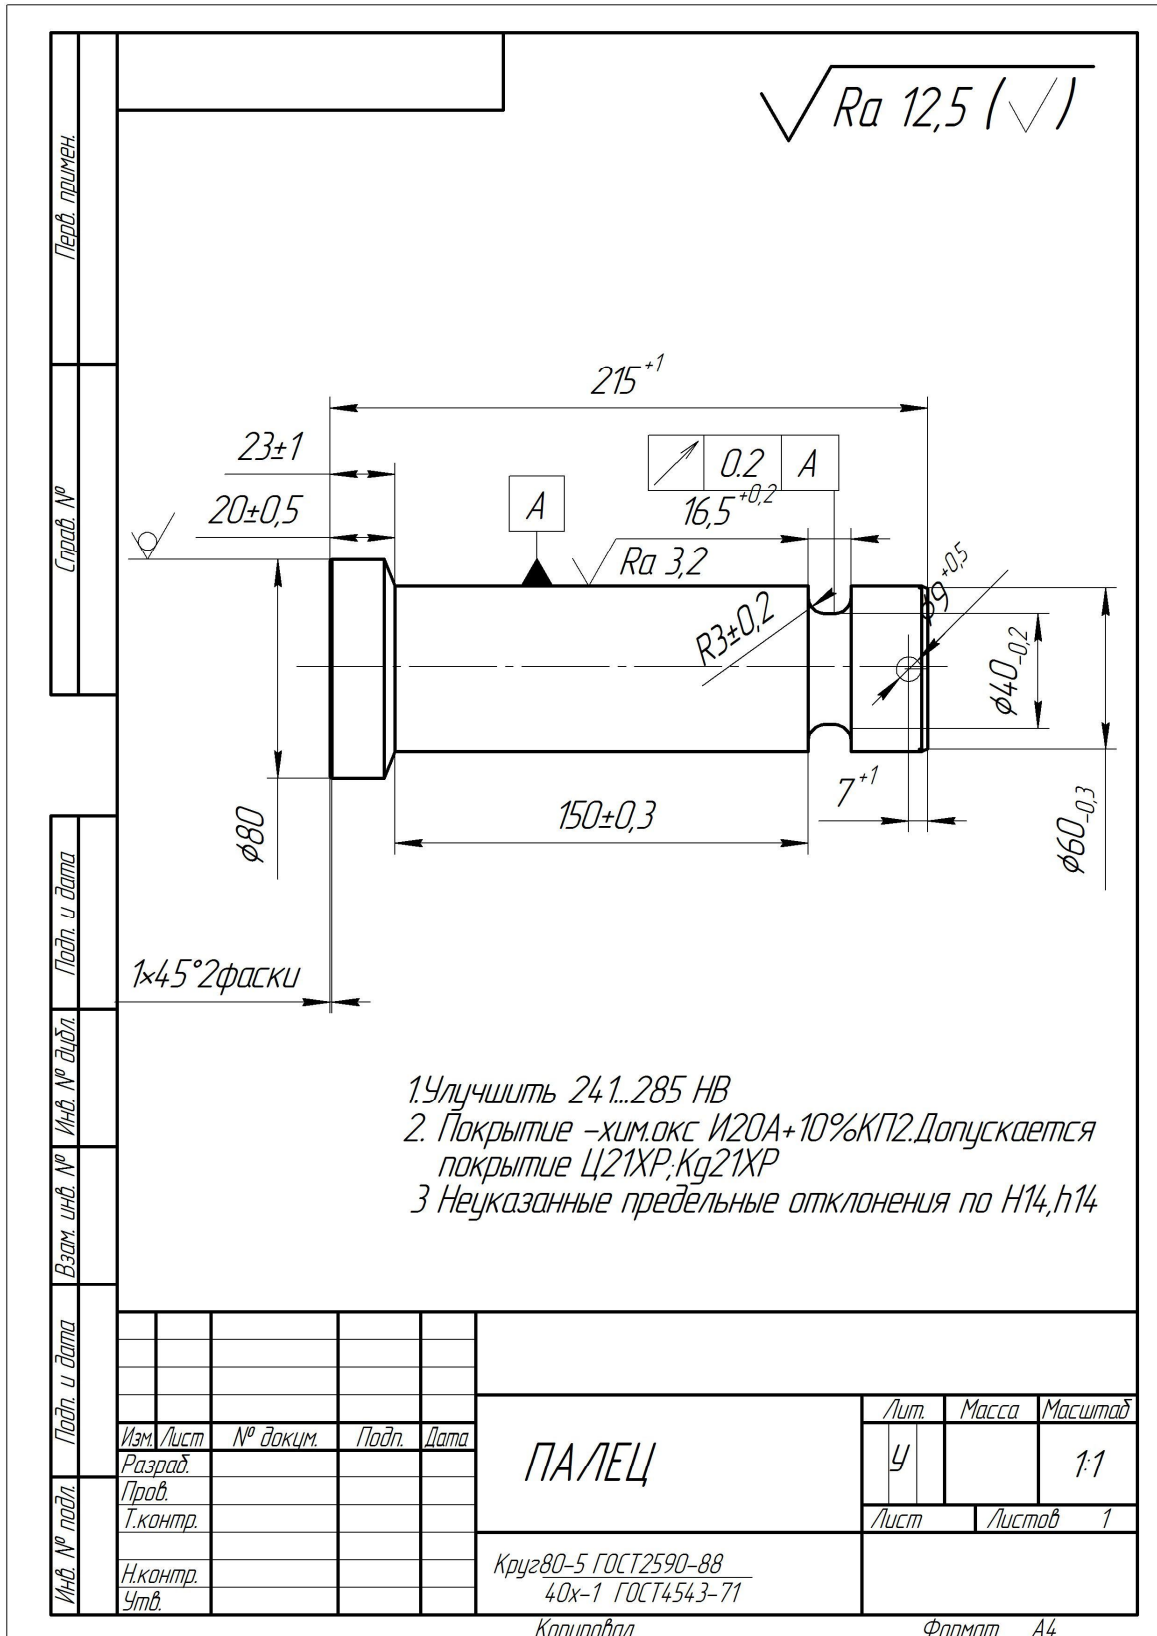 Ra 12,5 (√)
Перв. примен.
Справ. №
215 +1
23±1
20±0,5
0.2 А
16,5 +0,2
А
Ra 3,2
R3±0,2
⌀9 +0,5
⌀40 -0,2
⌀60 -0,3
7 +1
150±0,3
⌀80
1×45°2фаски
1.Улучшить 241...285 НВ
2. Покрытие -хим.окс И20А+10%КП2.Допускается
покрытие Ц21ХР;Кд21ХР
3 Неуказанные предельные отклонения по Н14,h14
Подп. и дата
Инв. № дубл.
Взам. инв. №
Подп. и дата
Инв. № подл.
Изм. Лист № докум. Подп. Дата
Разраб.
Пров.
Т.контр.
Н.контр.
Утв.
ПАЛЕЦ
Лит. Масса Масштаб
У 1:1
Лист Листов 1
Круг 80-5 ГОСТ2590-88
40х-1 ГОСТ4543-71
Копировал Формат А4